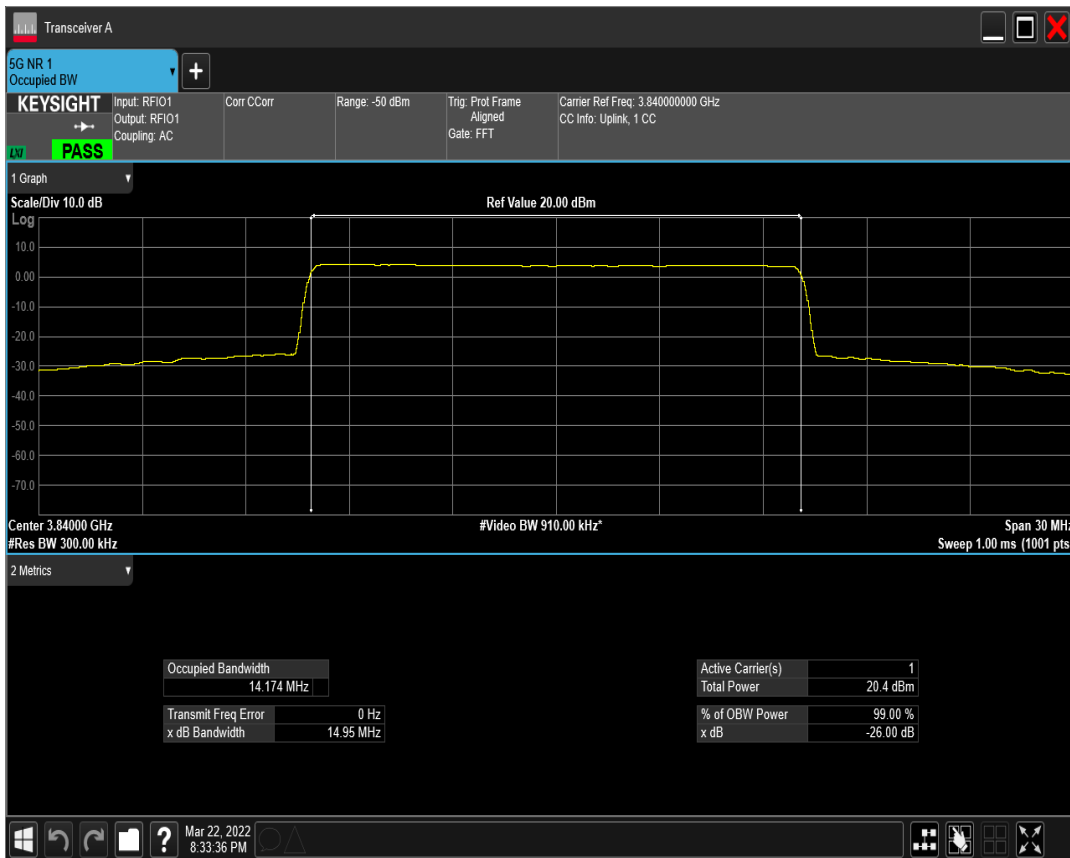 Transceiver A
5G NR 1
Occupied BW
+
KEYSIGHT
LXI
PASS
Input: RFIO1
Output: RFIO1
Coupling: AC
Corr CCorr
Range: -50 dBm
Trig: Prot Frame
Aligned
Gate: FFT
Carrier Ref Freq: 3.840000000 GHz
CC Info: Uplink, 1 CC
1 Graph
Scale/Div 10.0 dB
Ref Value 20.00 dBm
Log
10.0
0.00
-10.0
-20.0
-30.0
-40.0
-50.0
-60.0
-70.0
Center 3.84000 GHz
#Video BW 910.00 kHz*
Span 30 MHz
#Res BW 300.00 kHz
Sweep 1.00 ms (1001 pts
2 Metrics
Occupied Bandwidth
14.174 MHz
Transmit Freq Error 0 Hz
x dB Bandwidth 14.95 MHz
Active Carrier(s) 1
Total Power 20.4 dBm
% of OBW Power 99.00 %
x dB -26.00 dB
?
Mar 22, 2022
8:33:36 PM